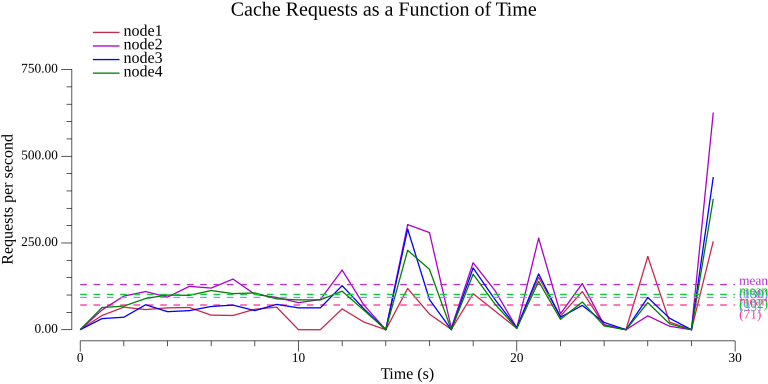 Cache Requests as a Function of Time
node1
node2
node3
node4
750.00
500.00
250.00
0.00
Requests per second
mean
mean
(71)
0
10
20
30
Time (s)